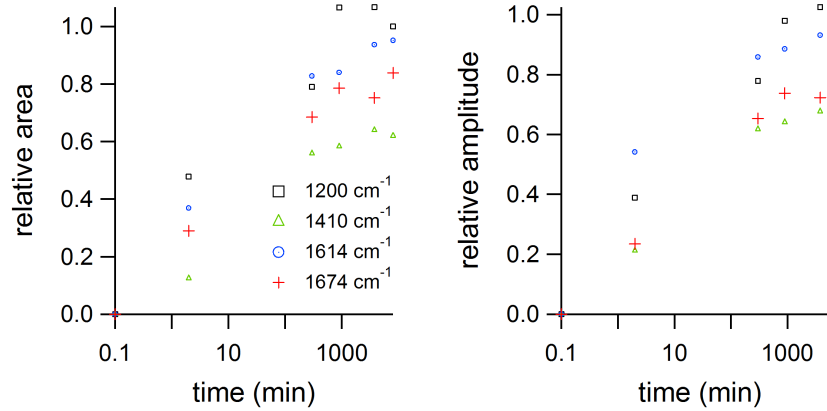 relative area
1.0
0.8
0.6
0.4
0.2
0.0
0.1
10
1000
time (min)
1200 cm⁻¹
1410 cm⁻¹
1614 cm⁻¹
1674 cm⁻¹
relative amplitude
1.0
0.8
0.6
0.4
0.2
0.0
0.1
10
1000
time (min)